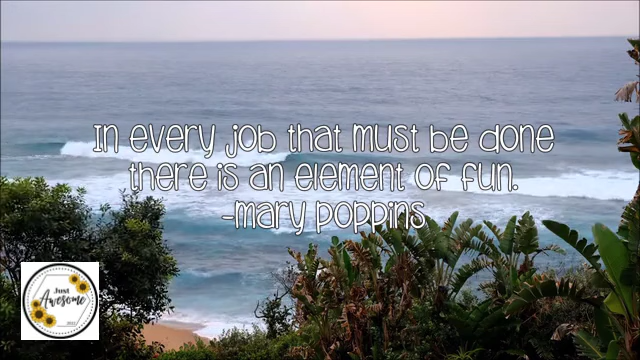 In every job that must be done
there is an element of fun.
-mary poppins
Just
Awesome